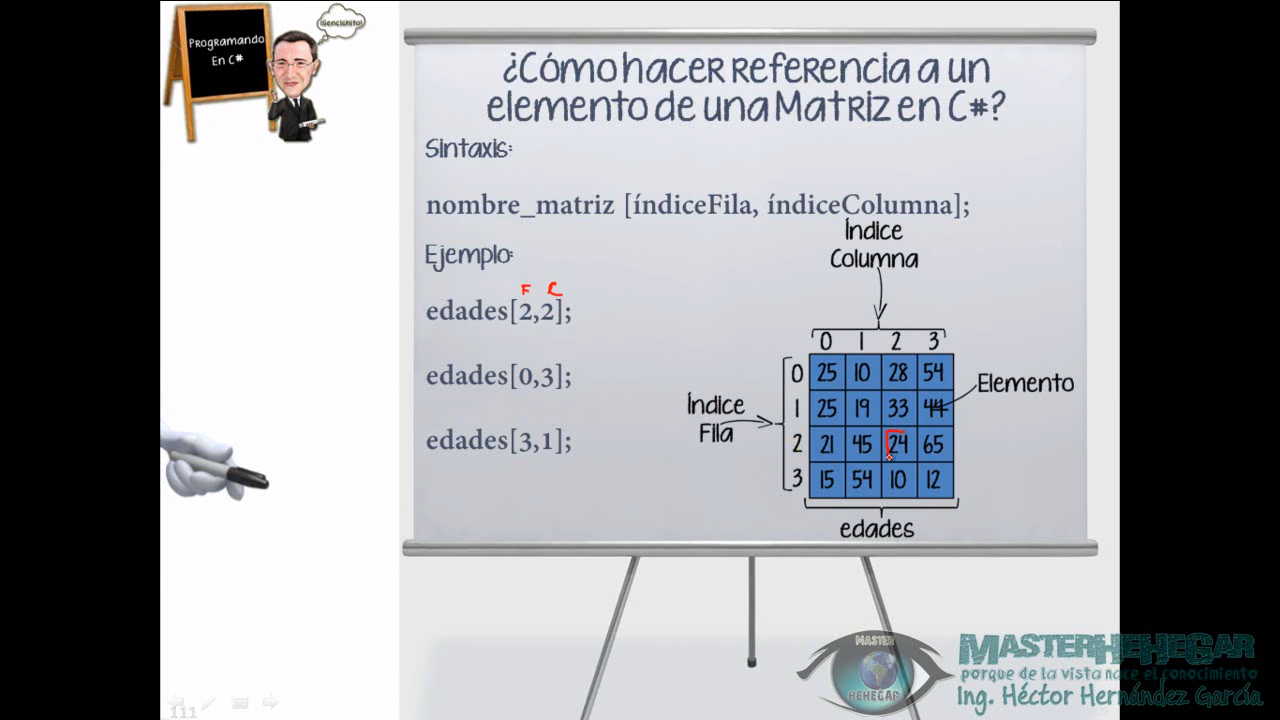 ¡Sencishito!
Programando
En C#
¿Cómo hacer referencia a un
elemento de una Matriz en C#?
Sintaxis:
nombre_matriz [índiceFila, índiceColumna];
Índice
Columna
Ejemplo:
F C
edades[2,2];
edades[0,3];
edades[3,1];
0 1 2 3
0 25 10 28 54
1 25 19 33 44
2 21 45 24 65
3 15 54 10 12
Elemento
Índice
Fila
edades
111
MASTER
HEHEGAR
MASTERHEHEGAR
porque de la vista nace el conocimiento
Ing. Héctor Hernández García